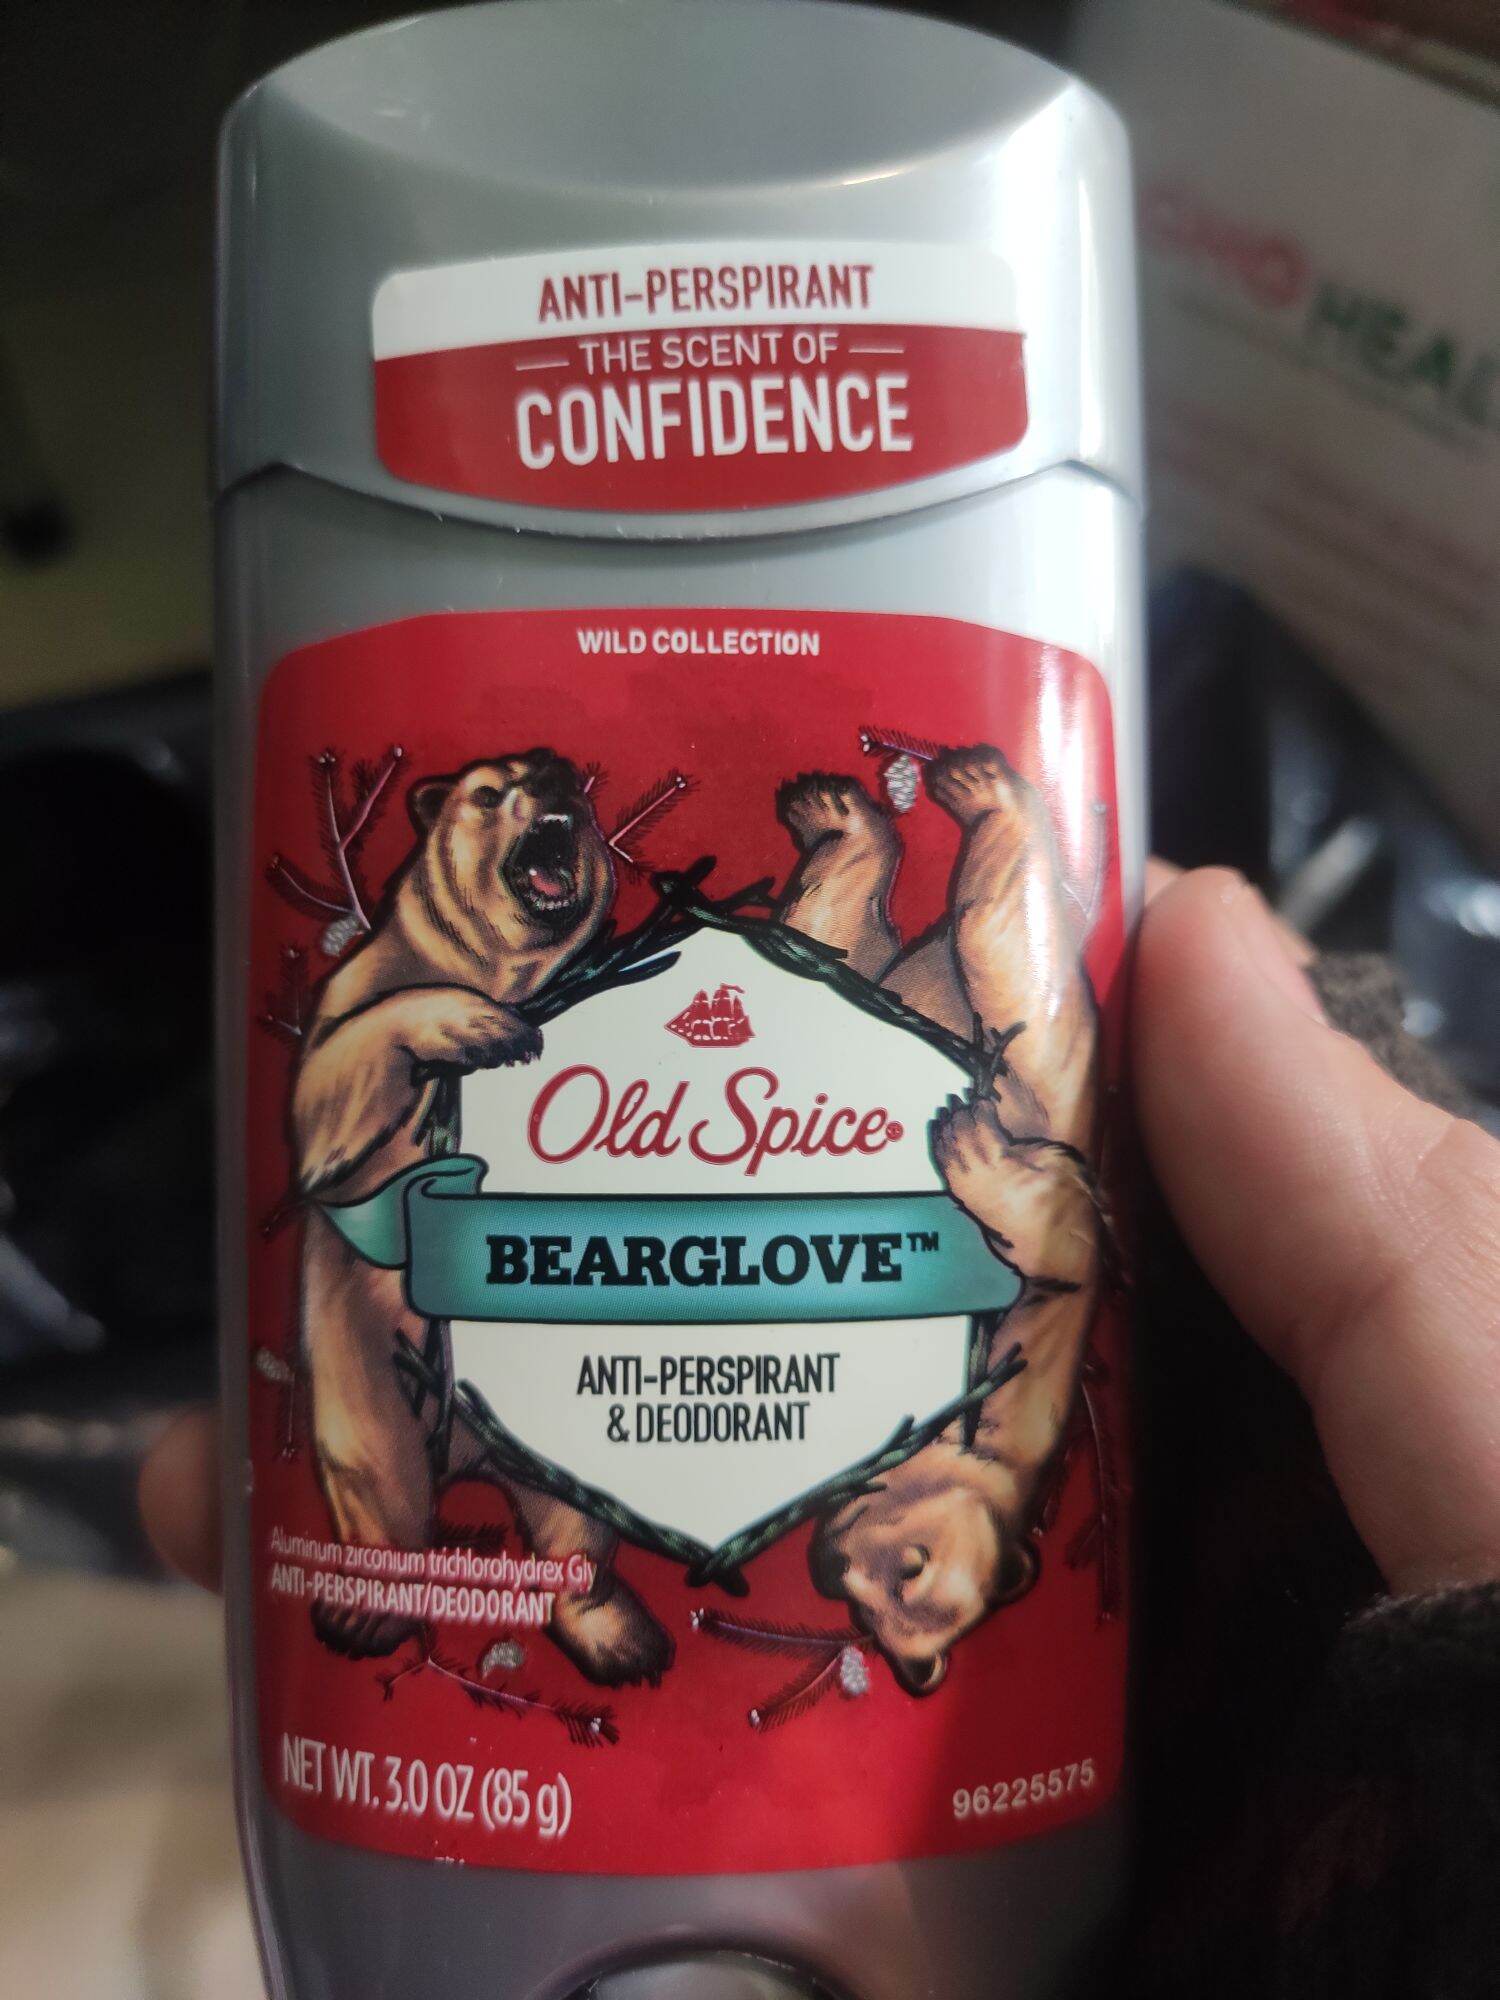 ANTI-PERSPIRANT
THE SCENT OF
CONFIDENCE
WILD COLLECTION
Old Spice
BEARGLOVE™
ANTI-PERSPIRANT
& DEODORANT
Aluminum zirconium trichlorohydrex Gly
ANTI-PERSPIRANT/DEODORANT
NET WT. 3.0 OZ (85 g)
96225575